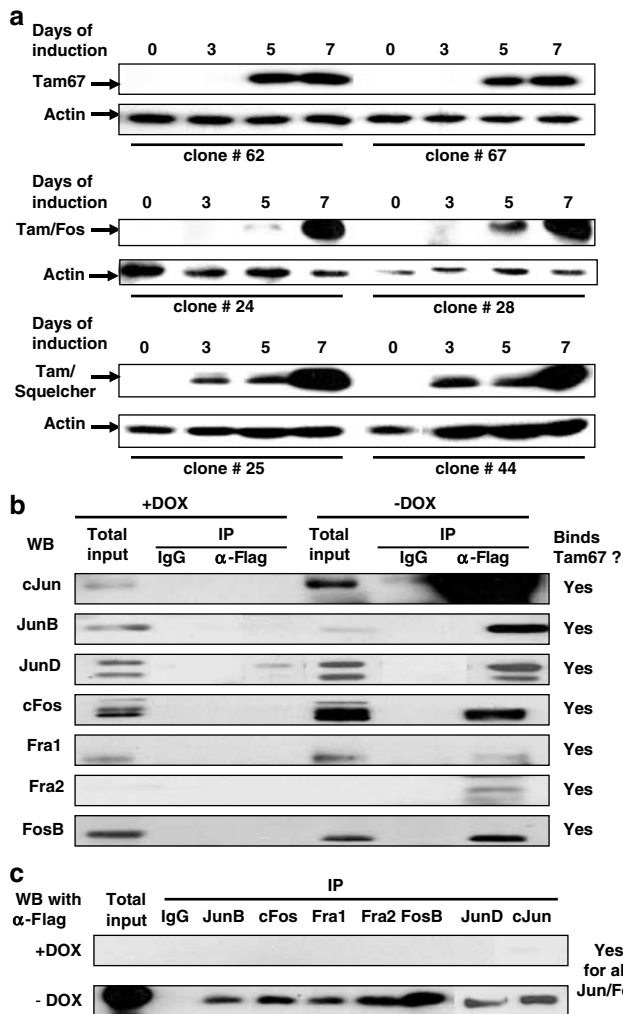 a
Days of
induction
0 3 5 7 0 3 5 7
Tam67
Actin
clone # 62 clone # 67
Days of
induction
0 3 5 7 0 3 5 7
Tam/Fos
Actin
clone # 24 clone # 28
Days of
induction
0 3 5 7 0 3 5 7
Tam/
Squelcher
Actin
clone # 25 clone # 44
b
+DOX -DOX
WB Total
input IP
IgG α-Flag Total
input IP
IgG α-Flag Binds
Tam67 ?
cJun Yes
JunB Yes
JunD Yes
cFos Yes
Fra1 Yes
Fra2 Yes
FosB Yes
c
WB with
α-Flag Total
input IP
IgG JunB cFos Fra1 Fra2 FosB JunD cJun
+DOX
- DOX
Yes
for al
Jun/Fo